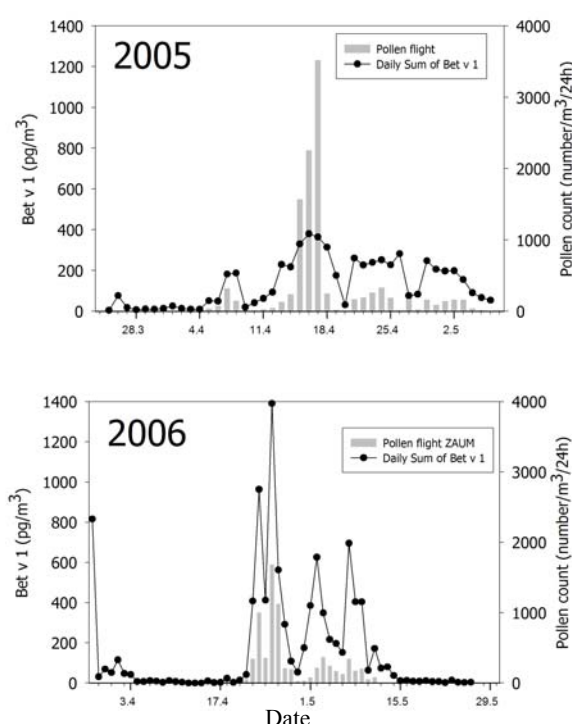 2005
Pollen flight
Daily Sum of Bet v 1
Bet v 1 (pg/m³)
1400
1200
1000
800
600
400
200
0
4000
3000
2000
1000
0
Pollen count (number/m³/24h)
28.3 4.4 11.4 18.4 25.4 2.5
2006
Pollen flight ZAUM
Daily Sum of Bet v 1
Bet v 1 (pg/m³)
1400
1200
1000
800
600
400
200
0
4000
3000
2000
1000
0
Pollen count (number/m³/24h)
3.4 17.4 1.5 15.5 29.5
Date